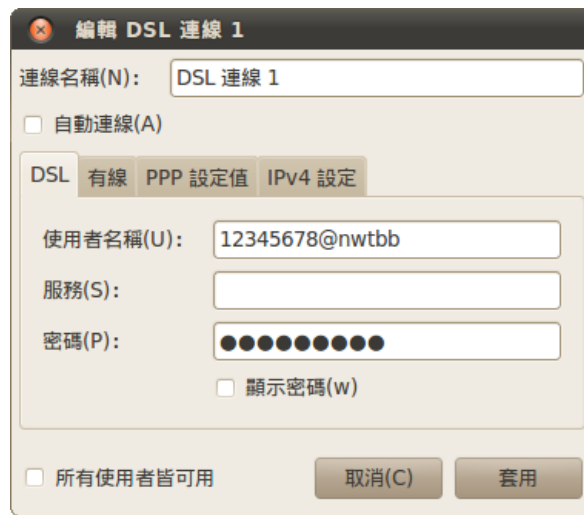 編輯 DSL 連線 1
連線名稱(N): DSL 連線 1
自動連線(A)
DSL 有線 PPP 設定值 IPv4 設定
使用者名稱(U): 12345678@nwtbb
服務(S):
密碼(P): ●●●●●●●●●
顯示密碼(w)
所有使用者皆可用 取消(C) 套用